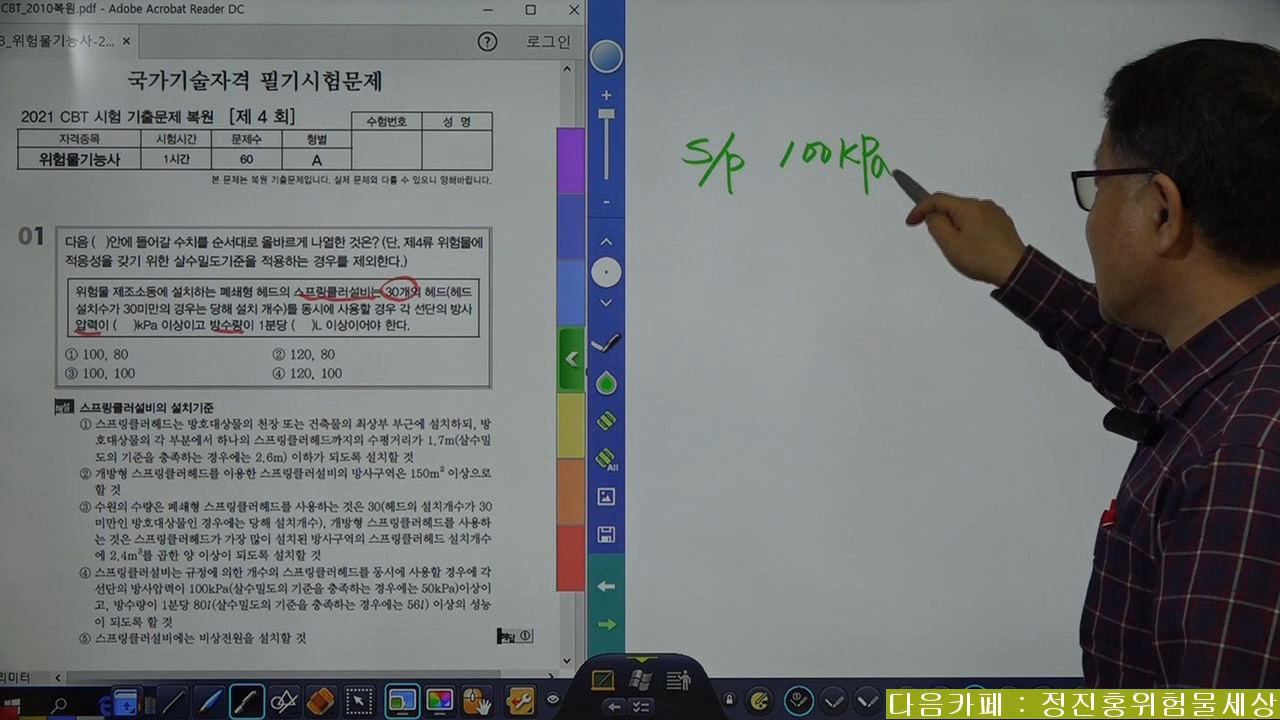 CBT_2010복원.pdf - Adobe Acrobat Reader DC
3_위험물기능사-2... ×
로그인
국가기술자격 필기시험문제
2021 CBT 시험 기출문제 복원 [제 4 회]
수험번호 성 명
자격종목 시험시간 문제수 형별
위험물기능사 1시간 60 A
본 문제는 복원 기출문제입니다. 실제 문제와 다를 수 있으니 양해바랍니다.
01
다음 ( )안에 들어갈 수치를 순서대로 올바르게 나열한 것은? (단, 제4류 위험물에
적응성을 갖기 위한 살수밀도기준을 적용하는 경우를 제외한다.)
위험물 제조소동에 설치하는 폐쇄형 헤드의 스프링클러설비는 30개의 헤드(헤드
설치수가 30미만의 경우는 당해 설치 개수)를 동시에 사용할 경우 각 선단의 방사
압력이 ( )kPa 이상이고 방수량이 1분당 ( )L 이상이어야 한다.
① 100, 80 ② 120, 80
③ 100, 100 ④ 120, 100
해설 스프링클러설비의 설치기준
① 스프링클러헤드는 방호대상물의 천장 또는 건축물의 최상부 부근에 설치하되, 방
호대상물의 각 부분에서 하나의 스프링클러헤드까지의 수평거리가 1.7m(살수밀
도의 기준을 충족하는 경우에는 2.6m) 이하가 되도록 설치할 것
② 개방형 스프링클러헤드를 이용한 스프링클러설비의 방사구역은 150m² 이상으로
할 것
③ 수원의 수량은 폐쇄형 스프링클러헤드를 사용하는 것은 30(헤드의 설치개수가 30
미만인 방호대상물인 경우에는 당해 설치개수), 개방형 스프링클러헤드를 사용하
는 것은 스프링클러헤드가 가장 많이 설치된 방사구역의 스프링클러헤드 설치개수
에 2.4m³를 곱한 양 이상이 되도록 설치할 것
④ 스프링클러설비는 규정에 의한 개수의 스프링클러헤드를 동시에 사용할 경우에 각
선단의 방사압력이 100kPa(살수밀도의 기준을 충족하는 경우에는 50kPa)이상이
고, 방수량이 1분당 80l(살수밀도의 기준을 충족하는 경우에는 56l) 이상의 성능
이 되도록 할 것
⑤ 스프링클러설비에는 비상전원을 설치할 것
정답 ①
리미터
All
S/p 100kPa
다음카페 : 정진홍위험물세상